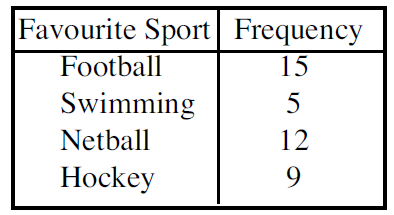 Favourite Sport Frequency
Football 15
Swimming 5
Netball 12
Hockey 9